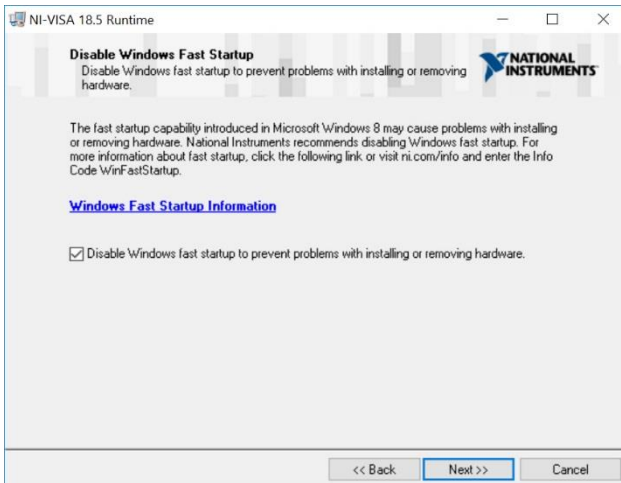 NI-VISA 18.5 Runtime
Disable Windows Fast Startup
Disable Windows fast startup to prevent problems with installing or removing
hardware.
NATIONAL
INSTRUMENTS
The fast startup capability introduced in Microsoft Windows 8 may cause problems with installing
or removing hardware. National Instruments recommends disabling Windows fast startup. For
more information about fast startup, click the following link or visit ni.com/info and enter the Info
Code WinFastStartup.
Windows Fast Startup Information
Disable Windows fast startup to prevent problems with installing or removing hardware.
<< Back
Next >>
Cancel